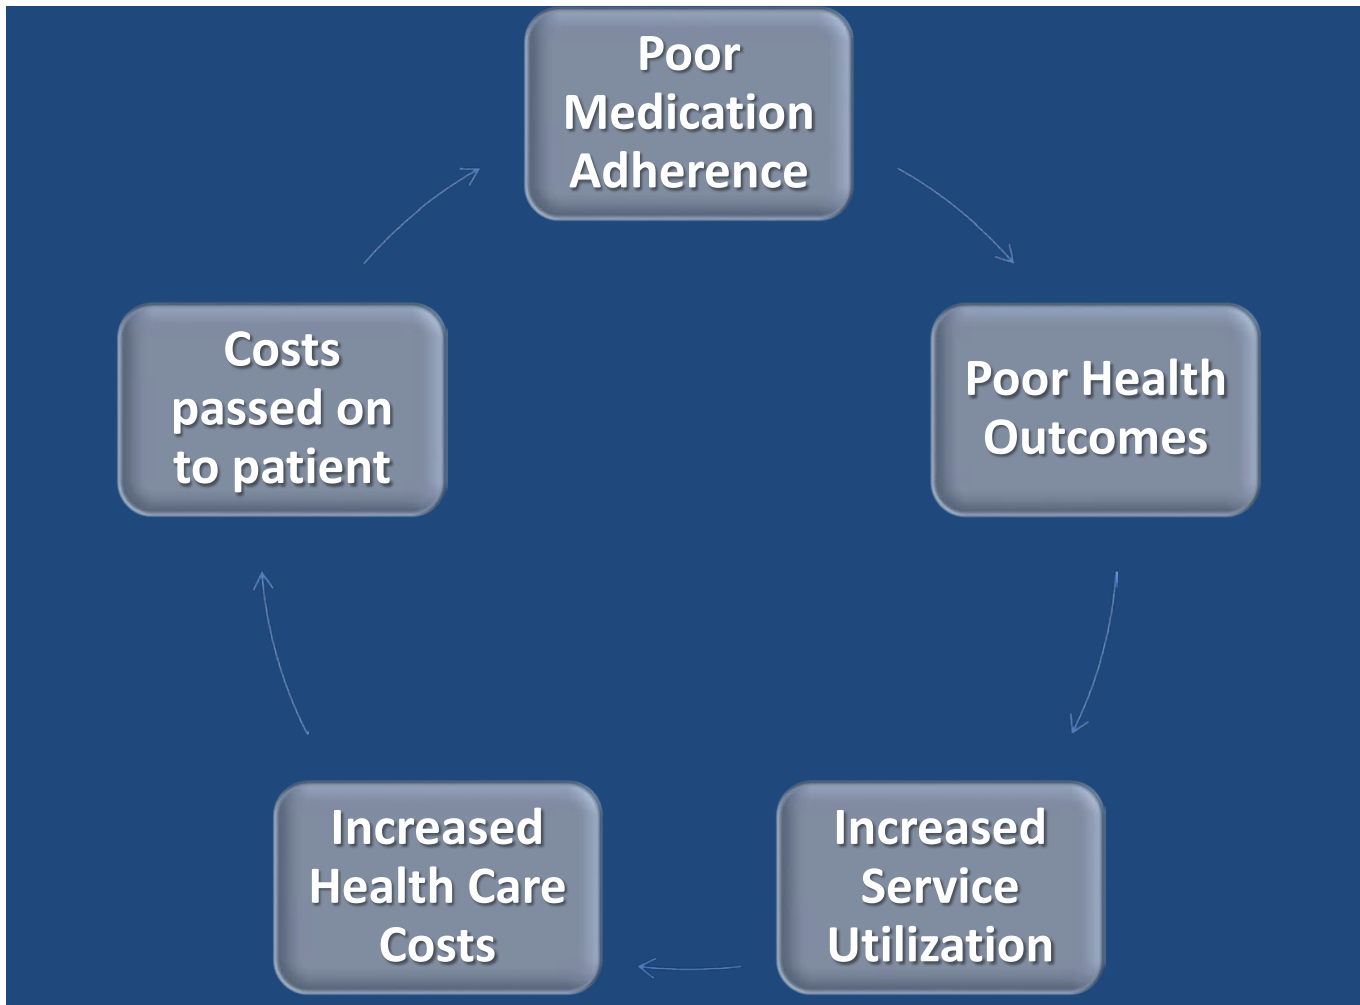 Poor
Medication
Adherence
Poor Health
Outcomes
Increased
Service
Utilization
Increased
Health Care
Costs
Costs
passed on
to patient